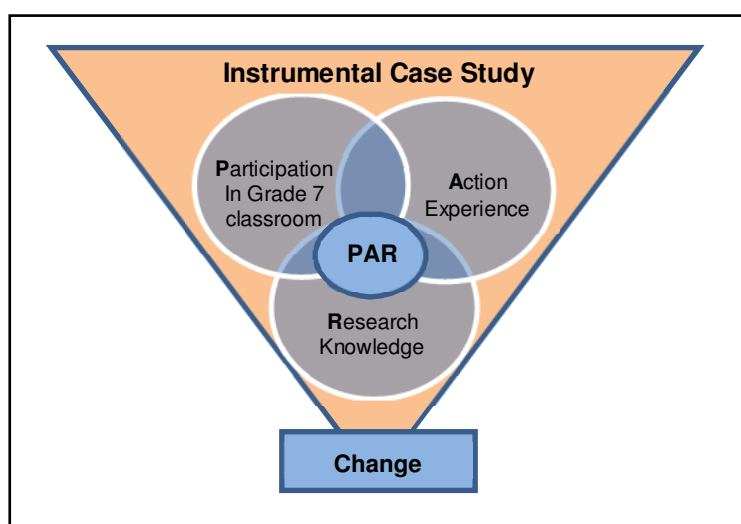 Instrumental Case Study
Participation
In Grade 7
classroom
Action
Experience
PAR
Research
Knowledge
Change